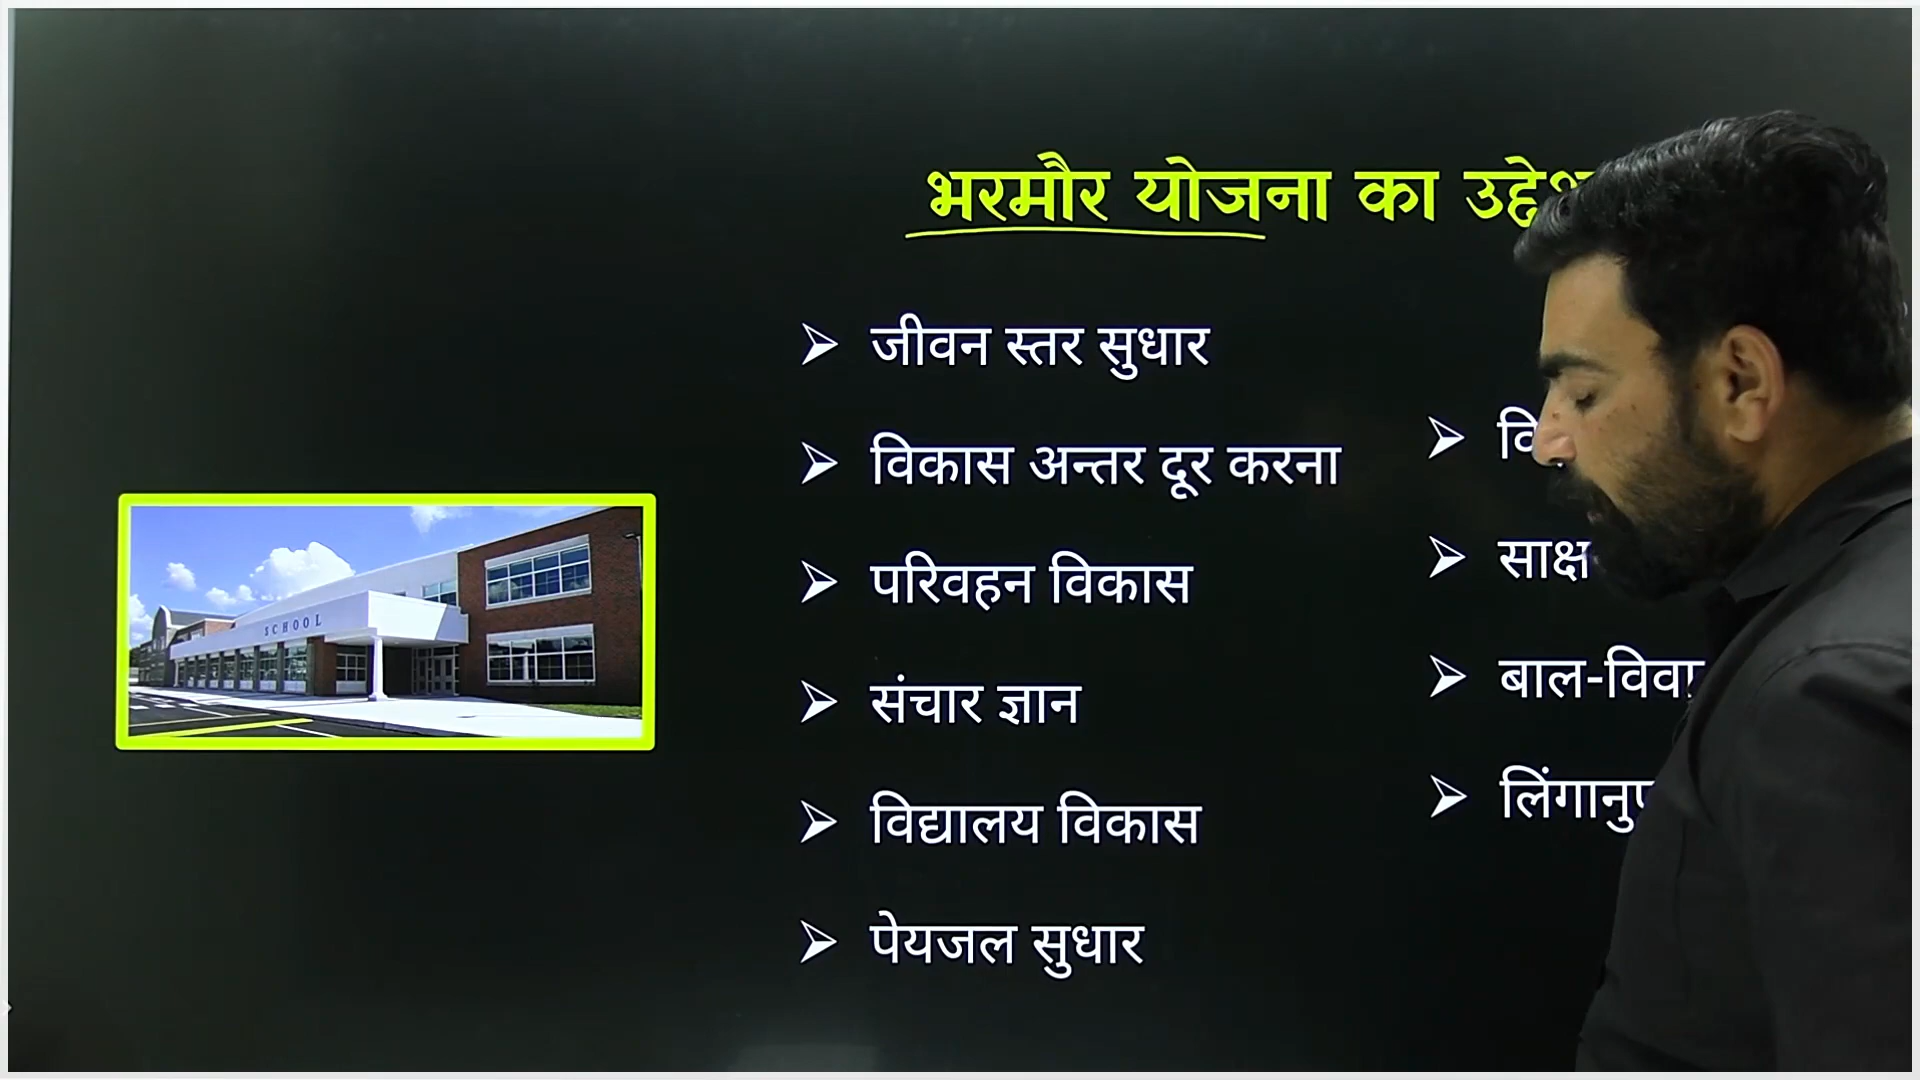 भरमौर योजना का
जीवन स्तर सुधार
विकास अन्तर दूर करना
परिवहन विकास
संचार ज्ञान
विद्यालय विकास
पेयजल सुधार
SCHOOL